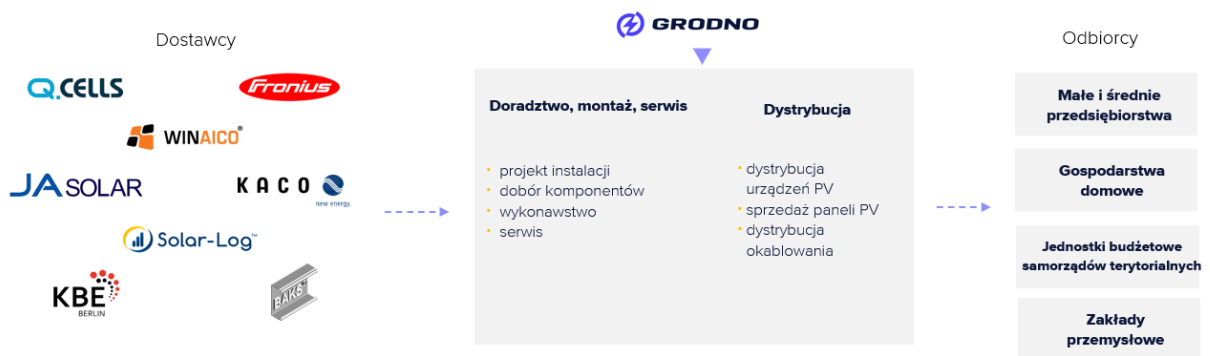 Dostawcy
Q.CELLS
Fronius
WINAICO®
JA SOLAR
KACO
new energy.
Solar-Log™
KBE
BERLIN
BAKS
GRODNO
Doradztwo, montaż, serwis
• projekt instalacji
• dobór komponentów
• wykonawstwo
• serwis
Dystrybucja
• dystrybucja
urządzeń PV
• sprzedaż paneli PV
• dystrybucja
okablowania
Odbiorcy
Małe i średnie
przedsiębiorstwa
Gospodarstwa
domowe
Jednostki budżetowe
samorządów terytorialnych
Zakłady
przemysłowe